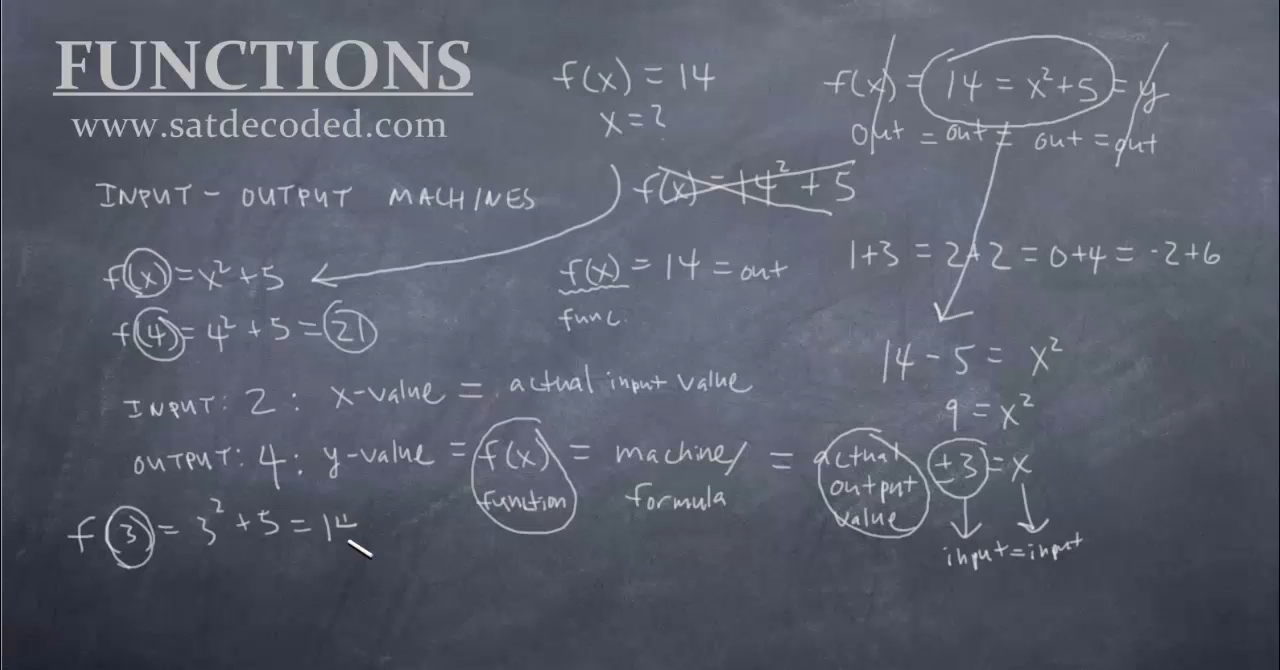 FUNCTIONS
www.satdecoded.com
INPUT - OUTPUT MACHINES
f(x) = x² + 5
f(4) = 4² + 5 = 21
INPUT: 2 : x-value = actual input value
OUTPUT: 4 : y-value = f(x) function = machine/formula = actual output value
f(3) = 3² + 5 = 14
f(x) = 14
x = ?
f(x) = 14² + 5
f(x) = 14 = out
func.
f(x) = 14 = x² + 5 = y
out = out = out = out
1+3 = 2+2 = 0+4 = -2+6
14 - 5 = x²
9 = x²
±3 = x
input = input